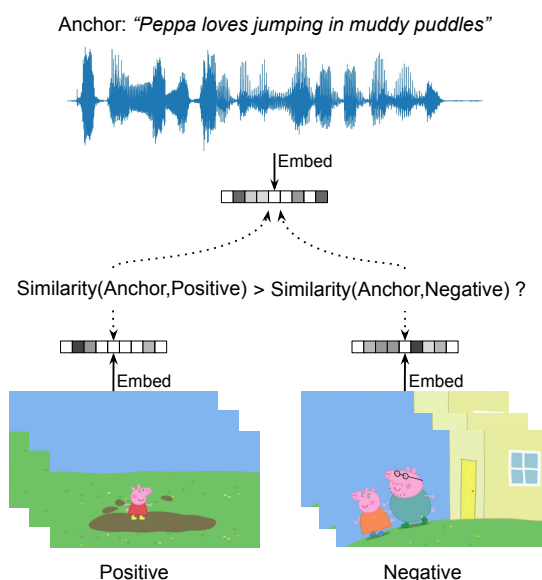 Anchor: “Peppa loves jumping in muddy puddles”
Embed
Similarity(Anchor,Positive) > Similarity(Anchor,Negative) ?
Embed
Embed
Positive
Negative